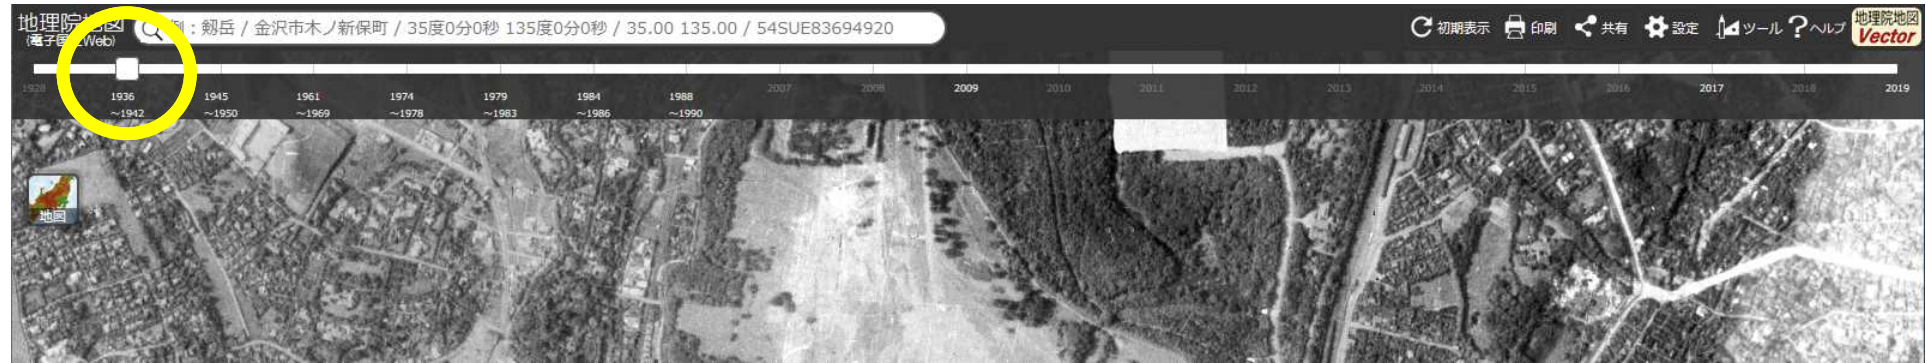 地理院地図
(電子国土Web)
例：剱岳 / 金沢市木ノ新保町 / 35度0分0秒 135度0分0秒 / 35.00 135.00 / 54SUE83694920
初期表示 印刷 共有 設定 ツール ?ヘルプ
地理院地図
Vector
1928 1936 1945 1961 1974 1979 1984 1988 2007 2008 2009 2010 2011 2012 2013 2014 2015 2016 2017 2018 2019
～1942 ～1950 ～1969 ～1978 ～1983 ～1986 ～1990
地図